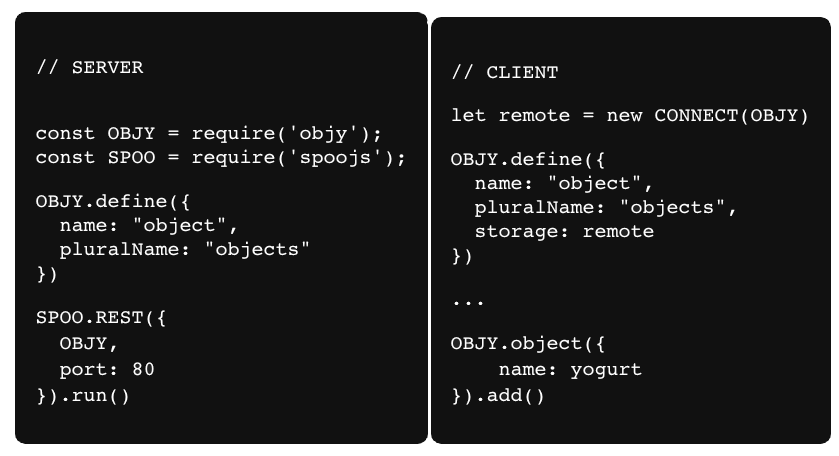 // SERVER
const OBJY = require('objy');
const SPOO = require('spoojs');
OBJY.define({
  name: "object",
  pluralName: "objects"
})
SPOO.REST({
  OBJY,
  port: 80
}).run()
// CLIENT
let remote = new CONNECT(OBJY)
OBJY.define({
  name: "object",
  pluralName: "objects",
  storage: remote
})
...
OBJY.object({
    name: yogurt
}).add()